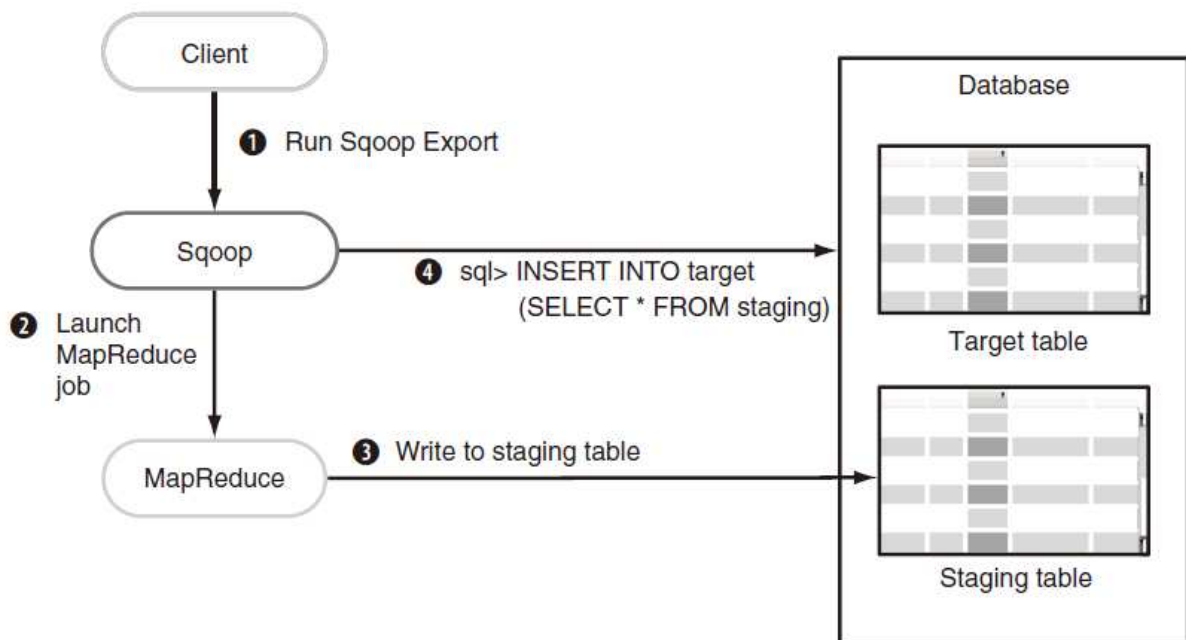 Client
❶ Run Sqoop Export
Database
Sqoop
❹ sql> INSERT INTO target
(SELECT * FROM staging)
Target table
❷ Launch
MapReduce
job
❸ Write to staging table
MapReduce
Staging table